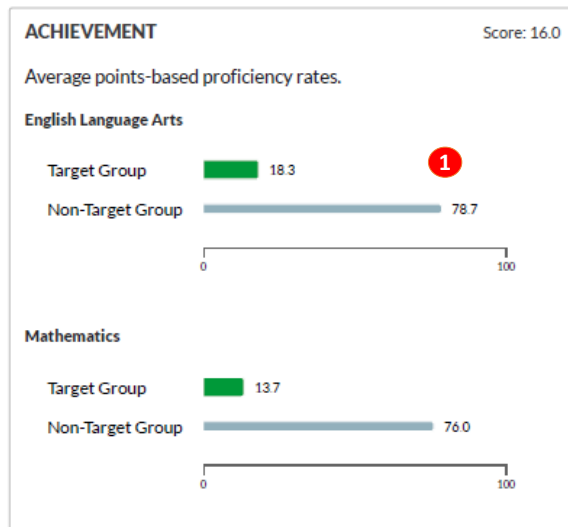 ACHIEVEMENT Score: 16.0
Average points-based proficiency rates.
English Language Arts
1
Target Group 18.3
Non-Target Group 78.7
0 100
Mathematics
Target Group 13.7
Non-Target Group 76.0
0 100